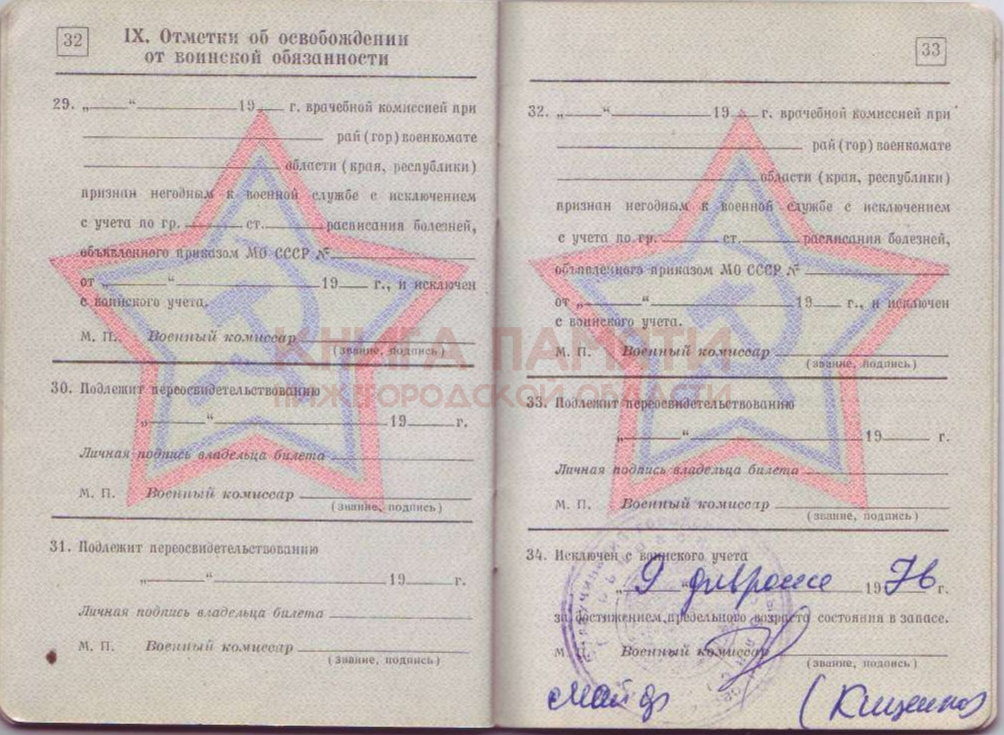 32
IX. Отметки об освобождении
от воинской обязанности
29. „ “ 19 г. врачебной комиссией при
рай (гор) военкомате
области (края, республики)
признан негодным к военной службе с исключением
с учета по гр. ст. расписания болезней,
объявленного приказом МО СССР №
от „ “ 19 г., и исключен
с воинского учета.
М. П. Военный комиссар
(звание, подпись)
30. Подлежит переосвидетельствованию
„ “ 19 г.
Личная подпись владельца билета
М. П. Военный комиссар
(звание, подпись)
31. Подлежит переосвидетельствованию
„ “ 19 г.
Личная подпись владельца билета
М. П. Военный комиссар
(звание, подпись)
33
32. „ “ 19 г. врачебной комиссией при
рай (гор) военкомате
области (края, республики)
признан негодным к военной службе с исключением
с учета по гр. ст. расписания болезней,
объявленного приказом МО СССР №
от „ “ 19 г., и исключен
с воинского учета.
М. П. Военный комиссар
(звание, подпись)
33. Подлежит переосвидетельствованию
„ “ 19 г.
Личная подпись владельца билета
М. П. Военный комиссар
(звание, подпись)
34. Исключен с воинского учета
„ 9 “ февраля 1976 г.
за достижением предельного возраста состояния в запасе.
М. П. Военный комиссар
(звание, подпись)
майор
КНИГА ПАМЯТИ
НИЖЕГОРОДСКОЙ ОБЛАСТИ